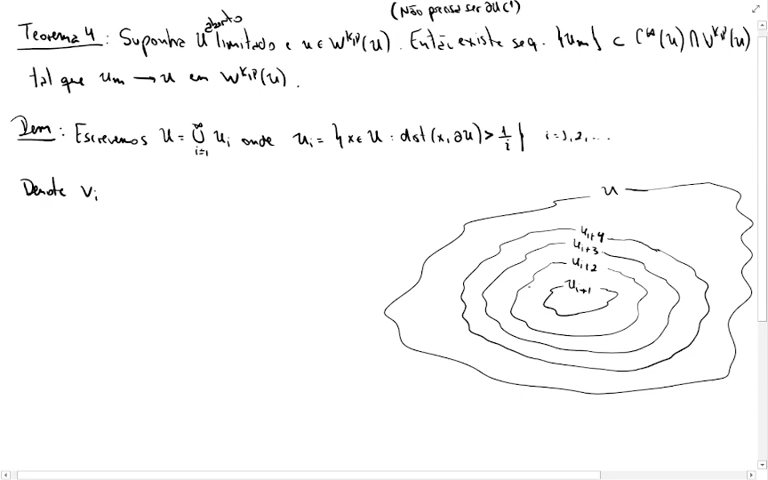 (Não precisa ser ∂U C¹)
aberto
Teorema 4: Suponha U limitado e u ∈ W^{k,p}(U). Então existe seq. {u_m} ⊂ C^∞(U) ∩ W^{k,p}(U)
tal que u_m → u em W^{k,p}(U).
Dem: Escrevemos U = ⋃_{i=1}^∞ U_i onde U_i = {x ∈ U : dist(x, ∂U) > 1/i} i=1,2,...
Denote V_i
U
U_{i+4}
U_{i+3}
U_{i+2}
U_{i+1}